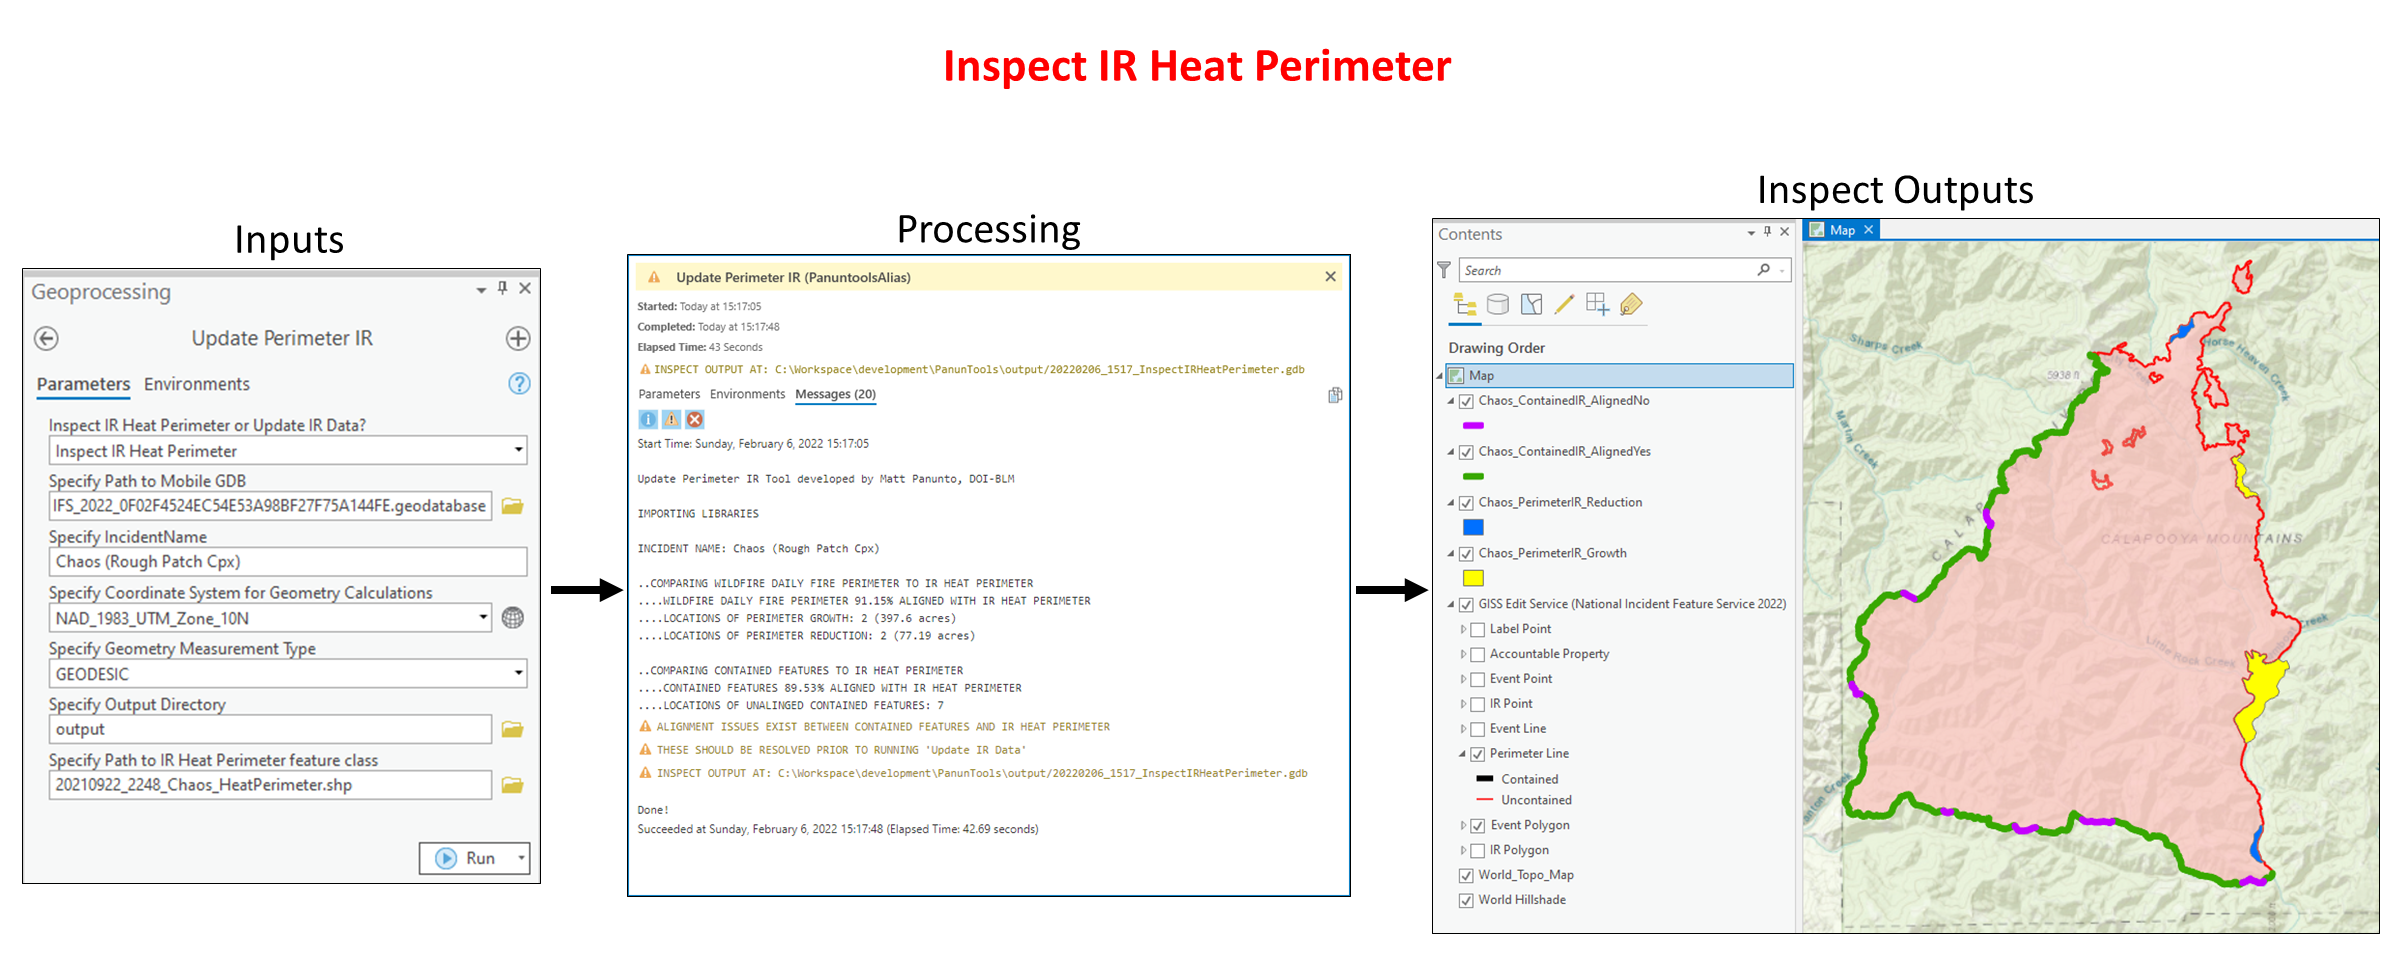 Inspect IR Heat Perimeter
Inputs
Geoprocessing
Update Perimeter IR
Parameters Environments
Inspect IR Heat Perimeter or Update IR Data?
Inspect IR Heat Perimeter
Specify Path to Mobile GDB
IFS_2022_0F02F4524EC54E53A98BF27F75A144FE.geodatabase
Specify IncidentName
Chaos (Rough Patch Cpx)
Specify Coordinate System for Geometry Calculations
NAD_1983_UTM_Zone_10N
Specify Geometry Measurement Type
GEODESIC
Specify Output Directory
output
Specify Path to IR Heat Perimeter feature class
20210922_2248_Chaos_HeatPerimeter.shp
Run
Processing
Update Perimeter IR (PanuntoolsAlias)
Started: Today at 15:17:05
Completed: Today at 15:17:48
Elapsed Time: 43 Seconds
INSPECT OUTPUT AT: C:\Workspace\development\PanunTools\output/20220206_1517_InspectIRHeatPerimeter.gdb
Parameters Environments Messages (20)
Start Time: Sunday, February 6, 2022 15:17:05
Update Perimeter IR Tool developed by Matt Panunto, DOI-BLM
IMPORTING LIBRARIES
INCIDENT NAME: Chaos (Rough Patch Cpx)
..COMPARING WILDFIRE DAILY FIRE PERIMETER TO IR HEAT PERIMETER
....WILDFIRE DAILY FIRE PERIMETER 91.15% ALIGNED WITH IR HEAT PERIMETER
....LOCATIONS OF PERIMETER GROWTH: 2 (397.6 acres)
....LOCATIONS OF PERIMETER REDUCTION: 2 (77.19 acres)
..COMPARING CONTAINED FEATURES TO IR HEAT PERIMETER
....CONTAINED FEATURES 89.53% ALIGNED WITH IR HEAT PERIMETER
....LOCATIONS OF UNALINGED CONTAINED FEATURES: 7
ALIGNMENT ISSUES EXIST BETWEEN CONTAINED FEATURES AND IR HEAT PERIMETER
THESE SHOULD BE RESOLVED PRIOR TO RUNNING 'Update IR Data'
INSPECT OUTPUT AT: C:\Workspace\development\PanunTools\output/20220206_1517_InspectIRHeatPerimeter.gdb
Done!
Succeeded at Sunday, February 6, 2022 15:17:48 (Elapsed Time: 42.69 seconds)
Inspect Outputs
Contents
Search
Drawing Order
Map
Chaos_ContainedIR_AlignedNo
Chaos_ContainedIR_AlignedYes
Chaos_PerimeterIR_Reduction
Chaos_PerimeterIR_Growth
GISS Edit Service (National Incident Feature Service 2022)
Label Point
Accountable Property
Event Point
IR Point
Event Line
Perimeter Line
Contained
Uncontained
Event Polygon
IR Polygon
World_Topo_Map
World Hillshade
Map
Sharps Creek
Horse Heaven Creek
5938 ft
Martin Creek
CALAPOOYA MOUNTAINS
Little Rock Creek
Creek
Creek